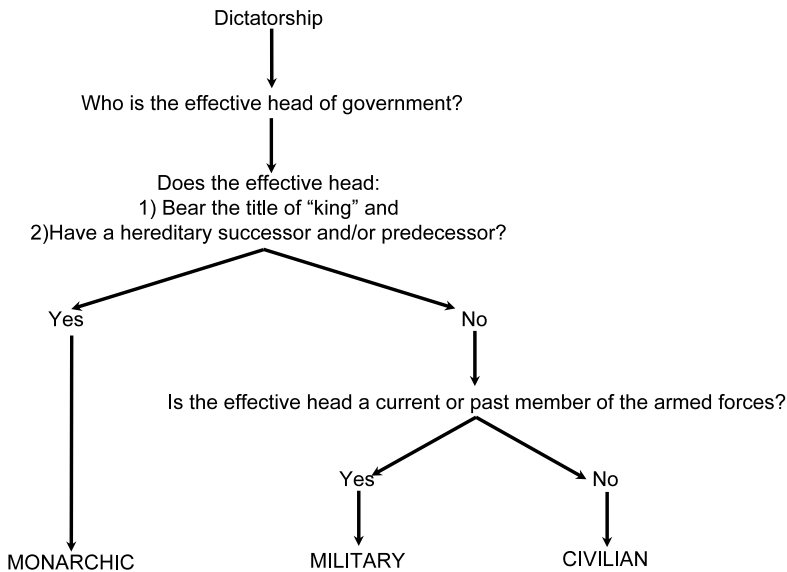 Dictatorship
Who is the effective head of government?
Does the effective head:
1) Bear the title of “king” and
2)Have a hereditary successor and/or predecessor?
Yes
No
Is the effective head a current or past member of the armed forces?
Yes
No
MONARCHIC
MILITARY
CIVILIAN